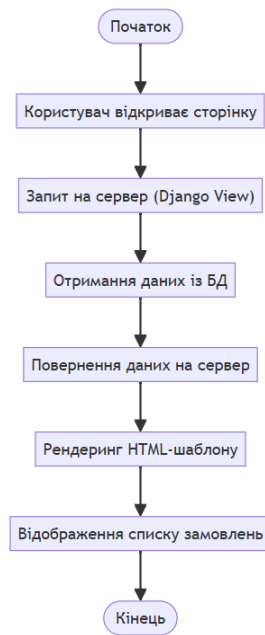 Початок
Користувач відкриває сторінку
Запит на сервер (Django View)
Отримання даних із БД
Повернення даних на сервер
Рендеринг HTML-шаблону
Відображення списку замовлень
Кінець